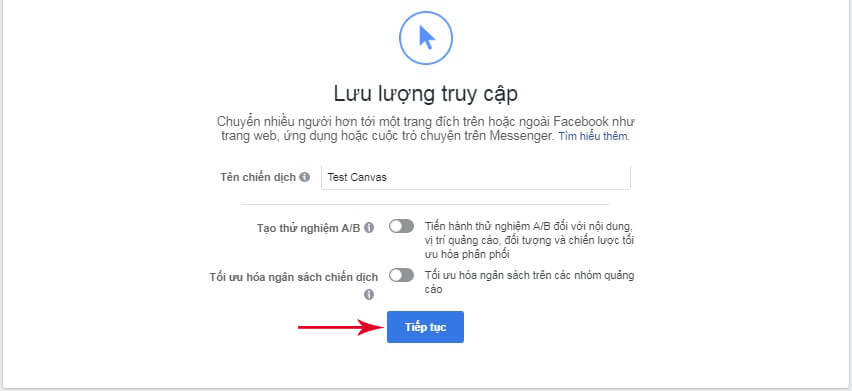 Lưu lượng truy cập
Chuyển nhiều người hơn tới một trang đích trên hoặc ngoài Facebook như
trang web, ứng dụng hoặc cuộc trò chuyện trên Messenger. Tìm hiểu thêm.
Tên chiến dịch Test Canvas
Tạo thử nghiệm A/B Tiến hành thử nghiệm A/B đối với nội dung,
vị trí quảng cáo, đối tượng và chiến lược tối
ưu hóa phân phối
Tối ưu hóa ngân sách chiến dịch Tối ưu hóa ngân sách trên các nhóm quảng
cáo
Tiếp tục